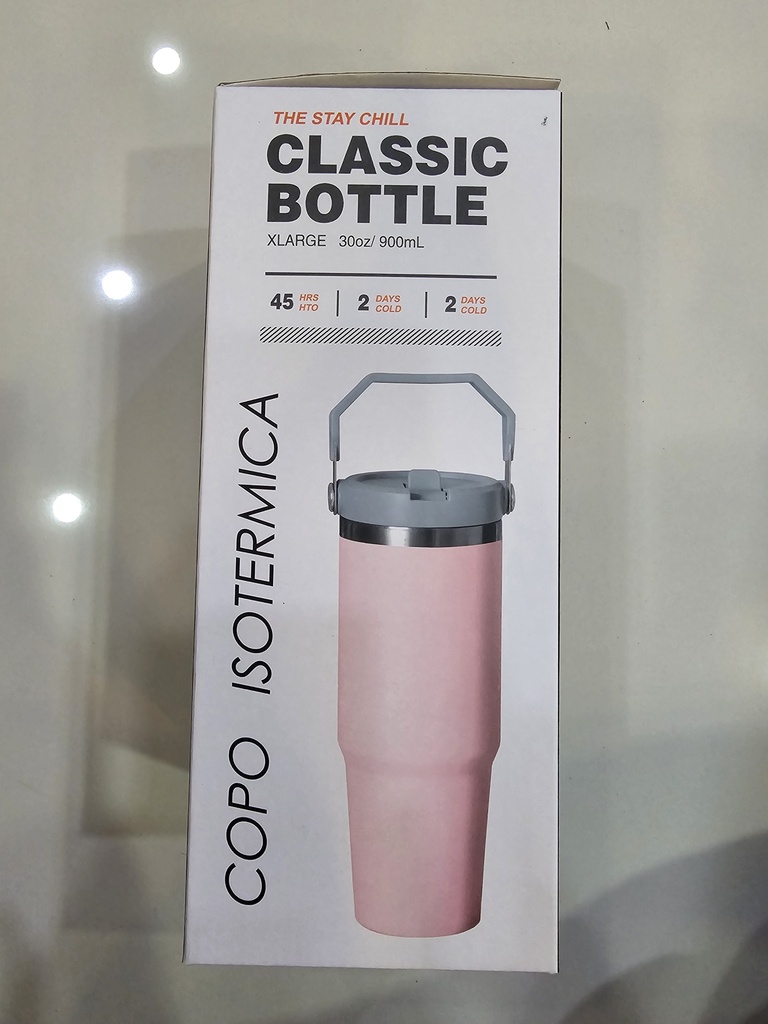 THE STAY CHILL
CLASSIC
BOTTLE
XLARGE 30oz/ 900mL
45 HRS HTO
2 DAYS COLD
2 DAYS COLD
COPO ISOTERMICA